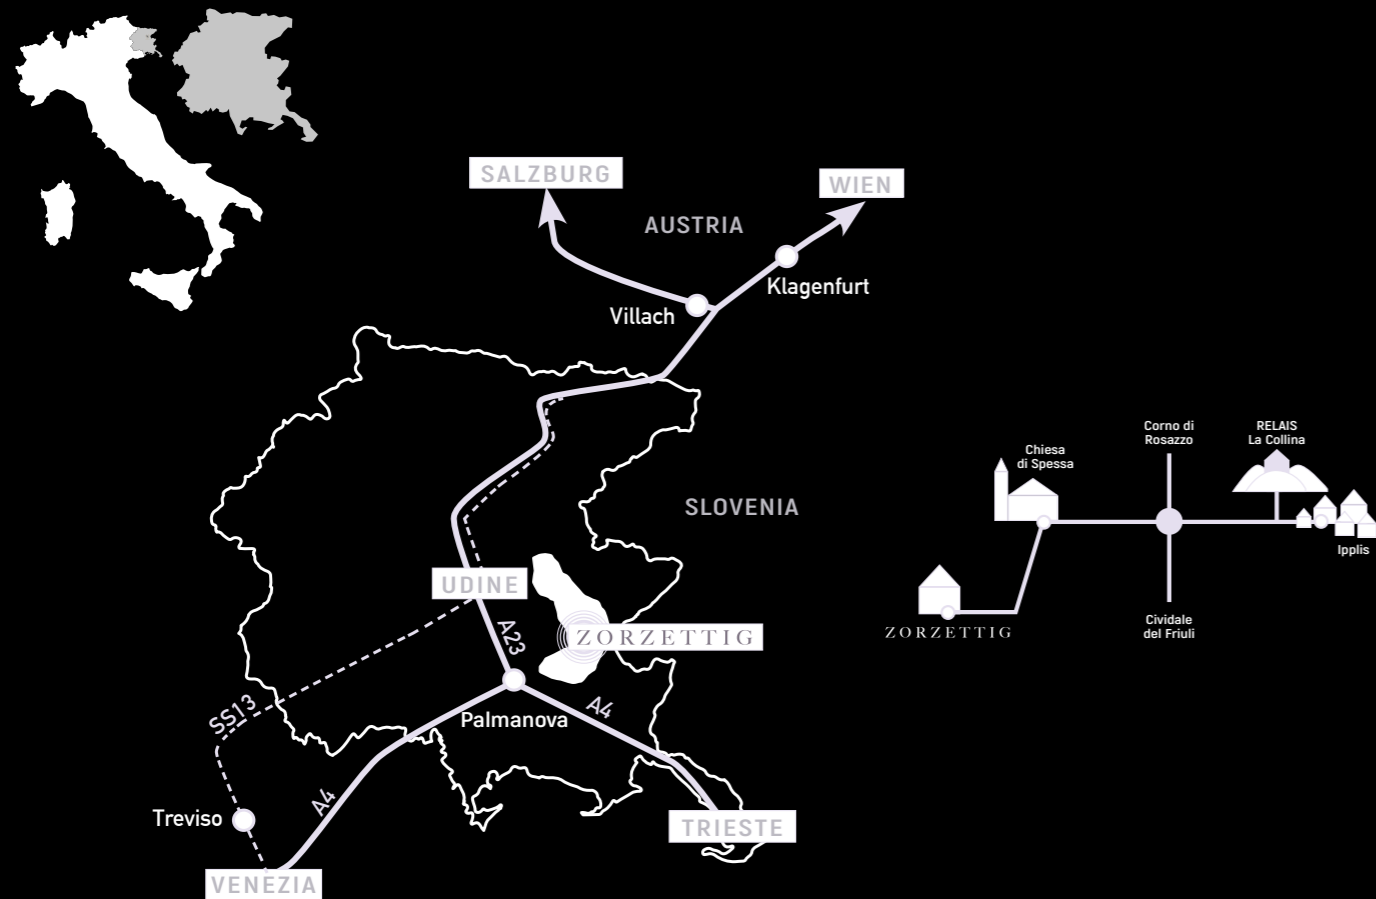 SALZBURG
WIEN
AUSTRIA
Klagenfurt
Villach
SLOVENIA
UDINE
A23
ZORZETTIG
SS13
Palmanova
A4
A4
Treviso
TRIESTE
VENEZIA
Corno di
Rosazzo
RELAIS
La Collina
Chiesa
di Spessa
Ipplis
ZORZETTIG
Cividale
del Friuli